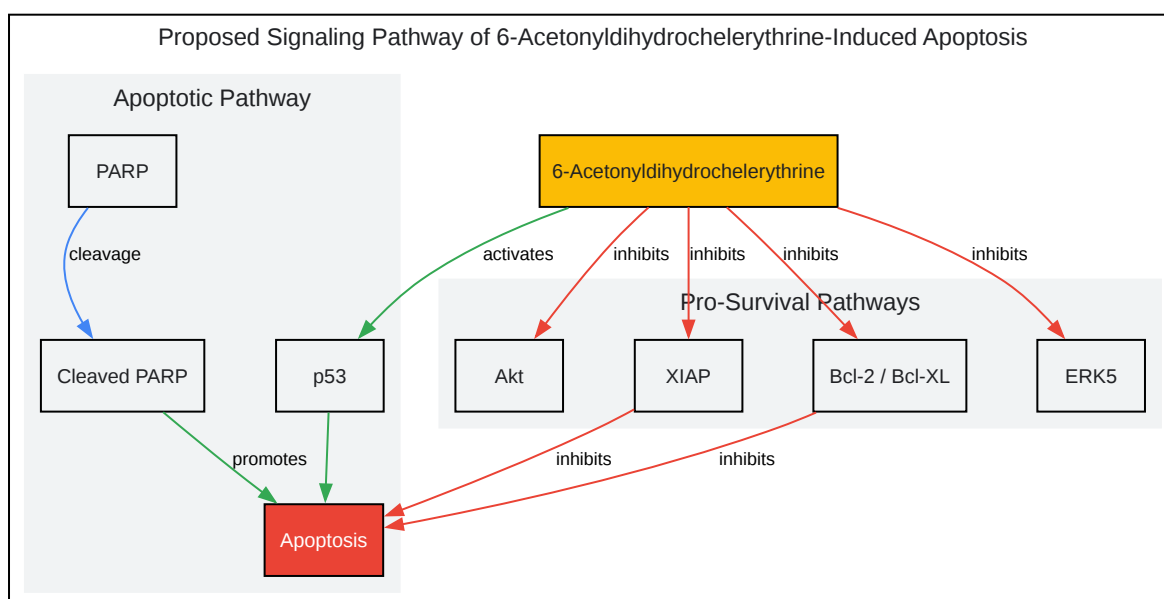 Proposed Signaling Pathway of 6-Acetonyldihydrochelerythrine-Induced Apoptosis
Apoptotic Pathway
PARP
6-Acetonyldihydrochelerythrine
cleavage
activates
inhibits
inhibits
inhibits
inhibits
Pro-Survival Pathways
Cleaved PARP
p53
Akt
XIAP
Bcl-2 / Bcl-XL
ERK5
promotes
inhibits
inhibits
Apoptosis